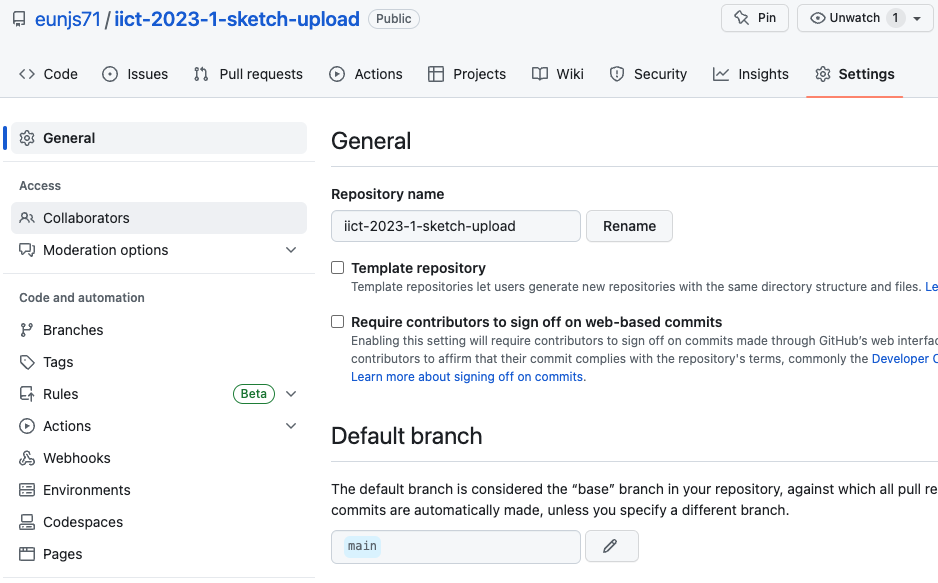 eunjs71 / iict-2023-1-sketch-upload Public Pin Unwatch 1
Code Issues Pull requests Actions Projects Wiki Security Insights Settings
General
Access
Collaborators
Moderation options
Code and automation
Branches
Tags
Rules Beta
Actions
Webhooks
Environments
Codespaces
Pages
General
Repository name
iict-2023-1-sketch-upload Rename
Template repository
Template repositories let users generate new repositories with the same directory structure and files. Le
Require contributors to sign off on web-based commits
Enabling this setting will require contributors to sign off on commits made through GitHub's web interfac
contributors to affirm that their commit complies with the repository's terms, commonly the Developer C
Learn more about signing off on commits.
Default branch
The default branch is considered the “base” branch in your repository, against which all pull re
commits are automatically made, unless you specify a different branch.
main